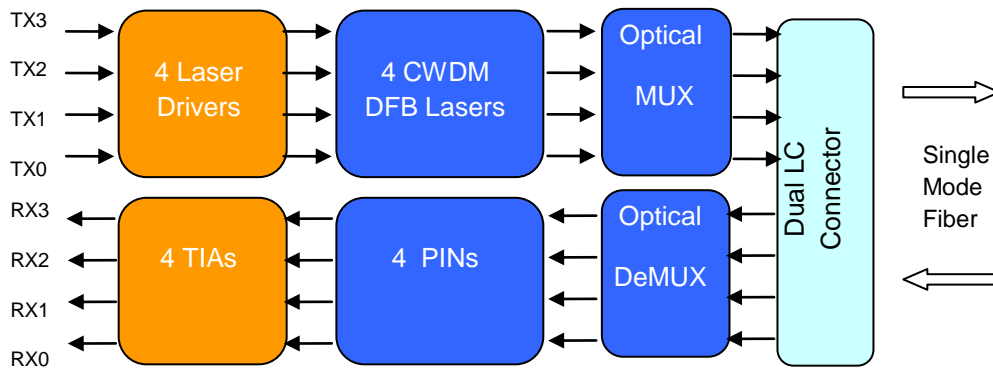 TX3
TX2
TX1
TX0
4 Laser
Drivers
4 CWDM
DFB Lasers
Optical
MUX
Dual LC
Connector
Single
Mode
Fiber
RX3
RX2
RX1
RX0
4 TIAs
4 PINs
Optical
DeMUX